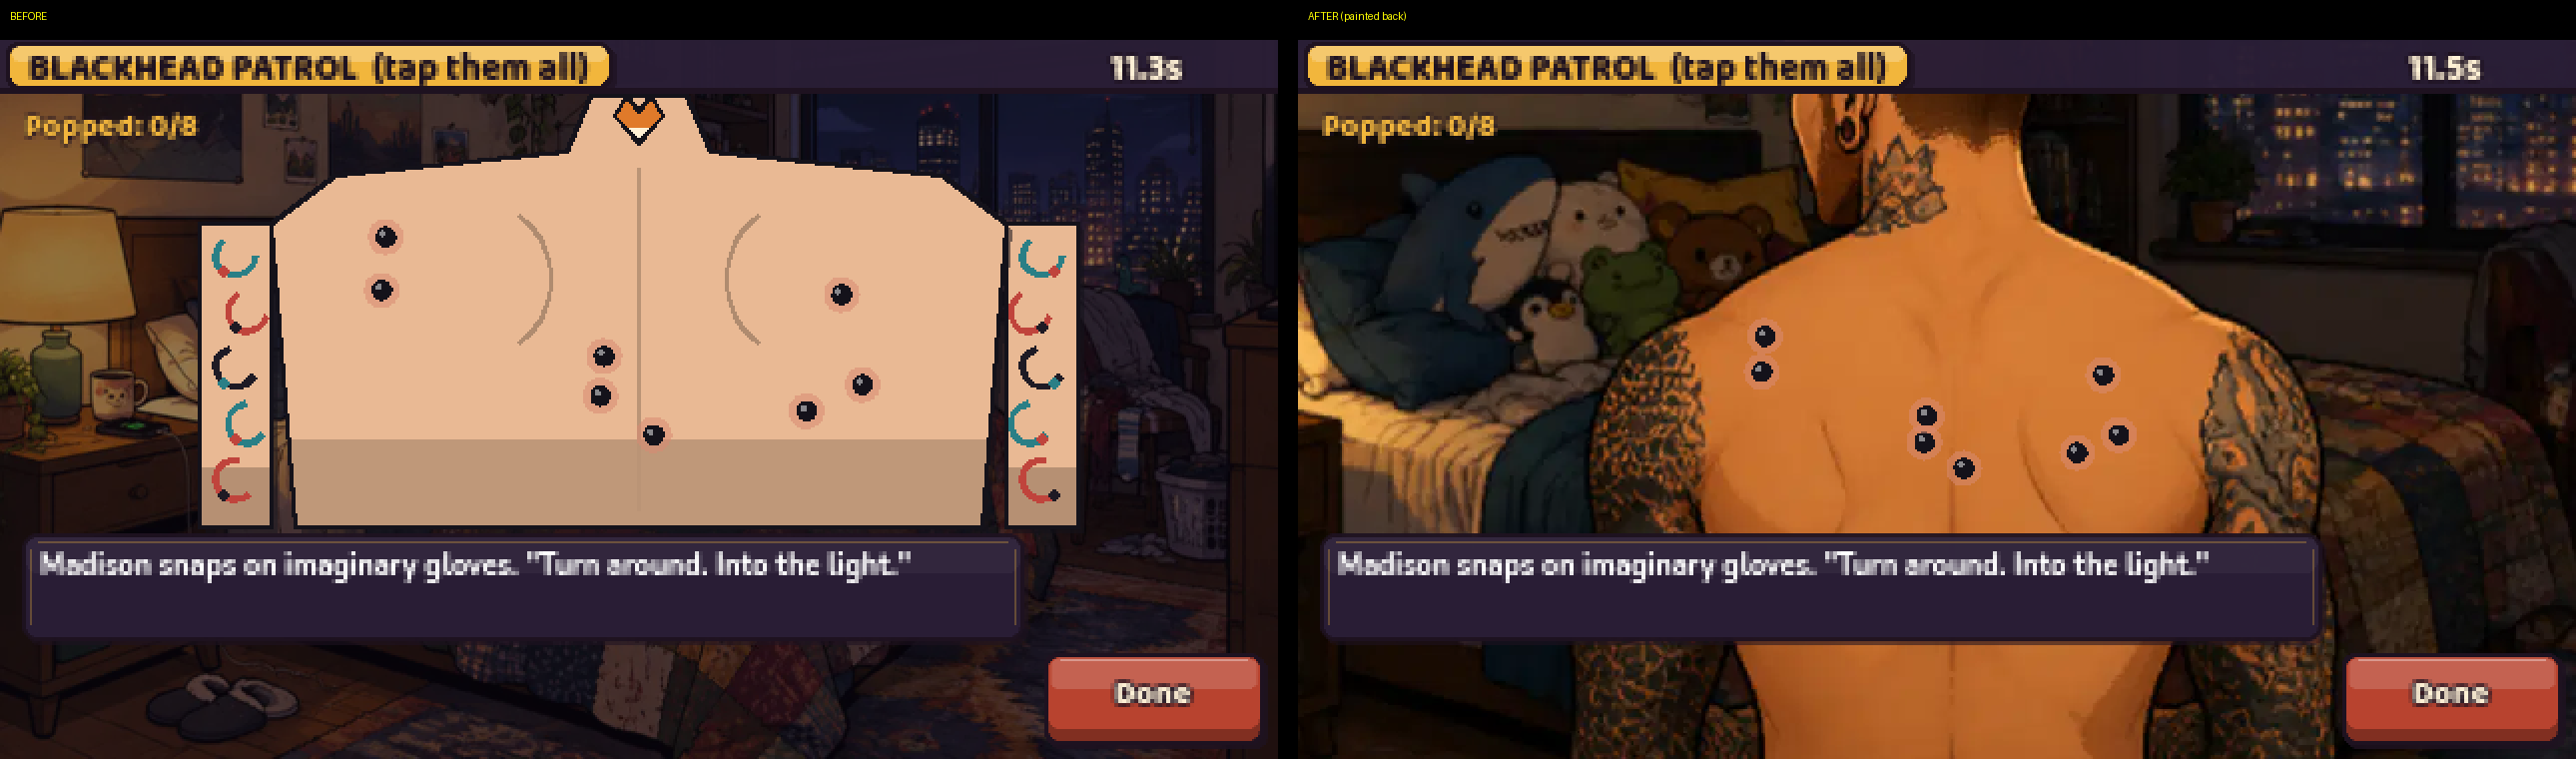 BEFORE
BLACKHEAD PATROL (tap them all)
11.3s
Popped: 0/8
Madison snaps on imaginary gloves. "Turn around. Into the light."
Done
AFTER (painted back)
BLACKHEAD PATROL (tap them all)
11.5s
Popped: 0/8
Madison snaps on imaginary gloves. "Turn around. Into the light."
Done